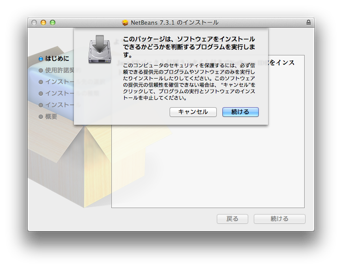 NetBeans 7.3.1 のインストール
このパッケージは、ソフトウェアをインストール
できるかどうかを判断するプログラムを実行しま
す。
このコンピュータのセキュリティを保護するには、必ず信
頼できる提供元のプログラムやソフトウェアのみを実行し
たりインストールしたりしてください。このソフトウェア
の提供元の信頼性を確信できない場合は、"キャンセル"を
クリックして、プログラムの実行とソフトウェアのインス
トールを中止してください。
キャンセル
続ける
はじめに
使用許諾契
インストー
インストー
インストー
概要
をインス
戻る
続ける